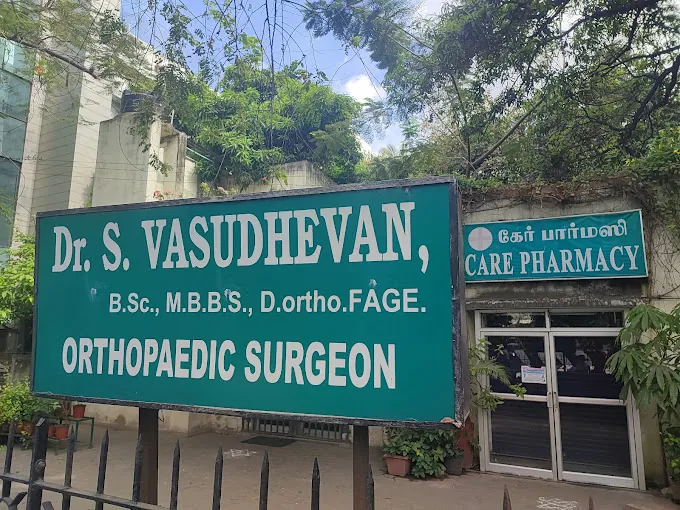 Dr. S. VASUDHEVAN,
B.Sc., M.B.B.S., D.ortho.FAGE.
ORTHOPAEDIC SURGEON
கேர் பார்மஸி
CARE PHARMACY